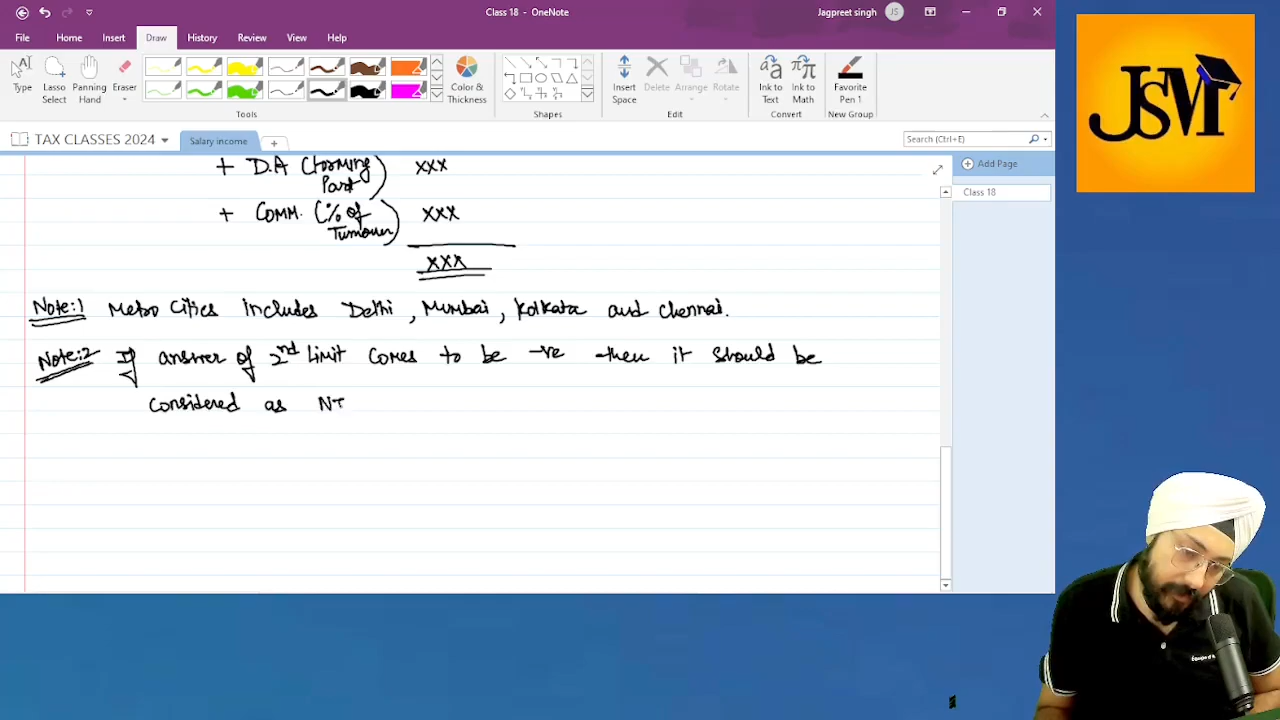 Class 18 - OneNote
Jagpreet singh JS
File Home Insert Draw History Review View Help
Type Lasso Select Panning Hand Eraser Color & Thickness Insert Space Delete Arrange Rotate Ink to Text Ink to Math Favorite Pen 1
Tools Shapes Edit Convert New Group
TAX CLASSES 2024 Salary income + Search (Ctrl+E)
Add Page
Class 18
+ D.A (forming Part) XXX
+ COMM. (% of Turnover) XXX
XXX
Note:1 Metro Cities includes Delhi, Mumbai, Kolkata and Chennai.
Note:2 If answer of 2nd limit comes to be -ve then it should be
Considered as NI
JSM